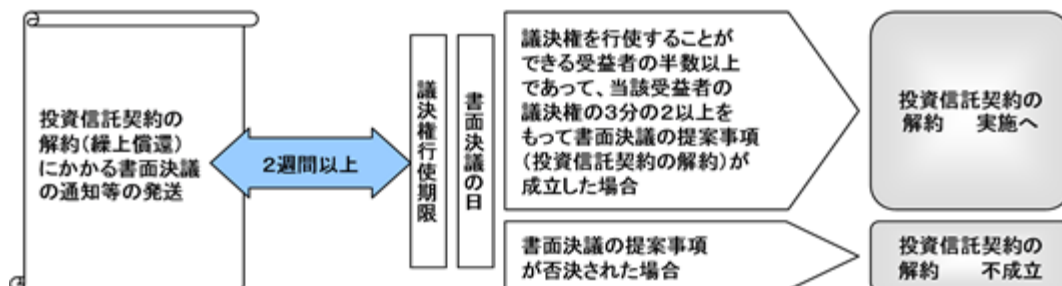 投資信託契約の
解約(繰上償還)
にかかる書面決議
の通知等の発送
2週間以上
議決権行使期限
書面決議の日
議決権を行使することが
できる受益者の半数以上
であって、当該受益者の
議決権の3分の2以上を
もって書面決議の提案事項
(投資信託契約の解約)が
成立した場合
投資信託契約の
解約　実施へ
書面決議の提案事項
が否決された場合
投資信託契約の
解約　不成立